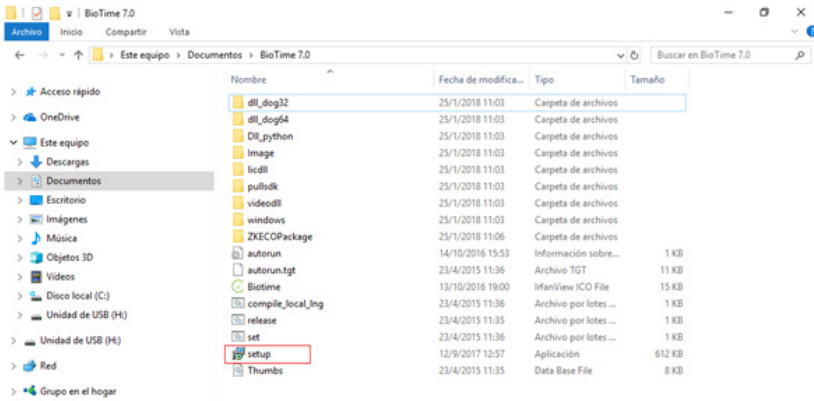 BioTime 7.0
Archivo Inicio Compartir Vista
Este equipo > Documentos > BioTime 7.0 Buscar en BioTime 7.0
Nombre Fecha de modifica... Tipo Tamaño
Acceso rápido
OneDrive
Este equipo
Descargas
Documentos
Escritorio
Imágenes
Música
Objetos 3D
Vídeos
Disco local (C:)
Unidad de USB (H:)
Unidad de USB (H:)
Red
Grupo en el hogar
dll_dog32 25/1/2018 11:03 Carpeta de archivos
dll_dog64 25/1/2018 11:03 Carpeta de archivos
Dll_python 25/1/2018 11:03 Carpeta de archivos
Image 25/1/2018 11:03 Carpeta de archivos
licdll 25/1/2018 11:03 Carpeta de archivos
pullsdk 25/1/2018 11:03 Carpeta de archivos
videodll 25/1/2018 11:03 Carpeta de archivos
windows 25/1/2018 11:03 Carpeta de archivos
ZKECOPackage 25/1/2018 11:06 Carpeta de archivos
autorun 14/10/2016 15:53 Información sobre... 1 KB
autorun.tgt 23/4/2015 11:36 Archivo TGT 11 KB
Biotime 13/10/2016 19:00 IrfanView ICO File 15 KB
compile_local_lng 23/4/2015 11:36 Archivo por lotes ... 1 KB
release 23/4/2015 11:35 Archivo por lotes ... 1 KB
set 23/4/2015 11:36 Archivo por lotes ... 1 KB
setup 12/9/2017 12:57 Aplicación 612 KB
Thumbs 23/4/2015 11:35 Data Base File 8 KB